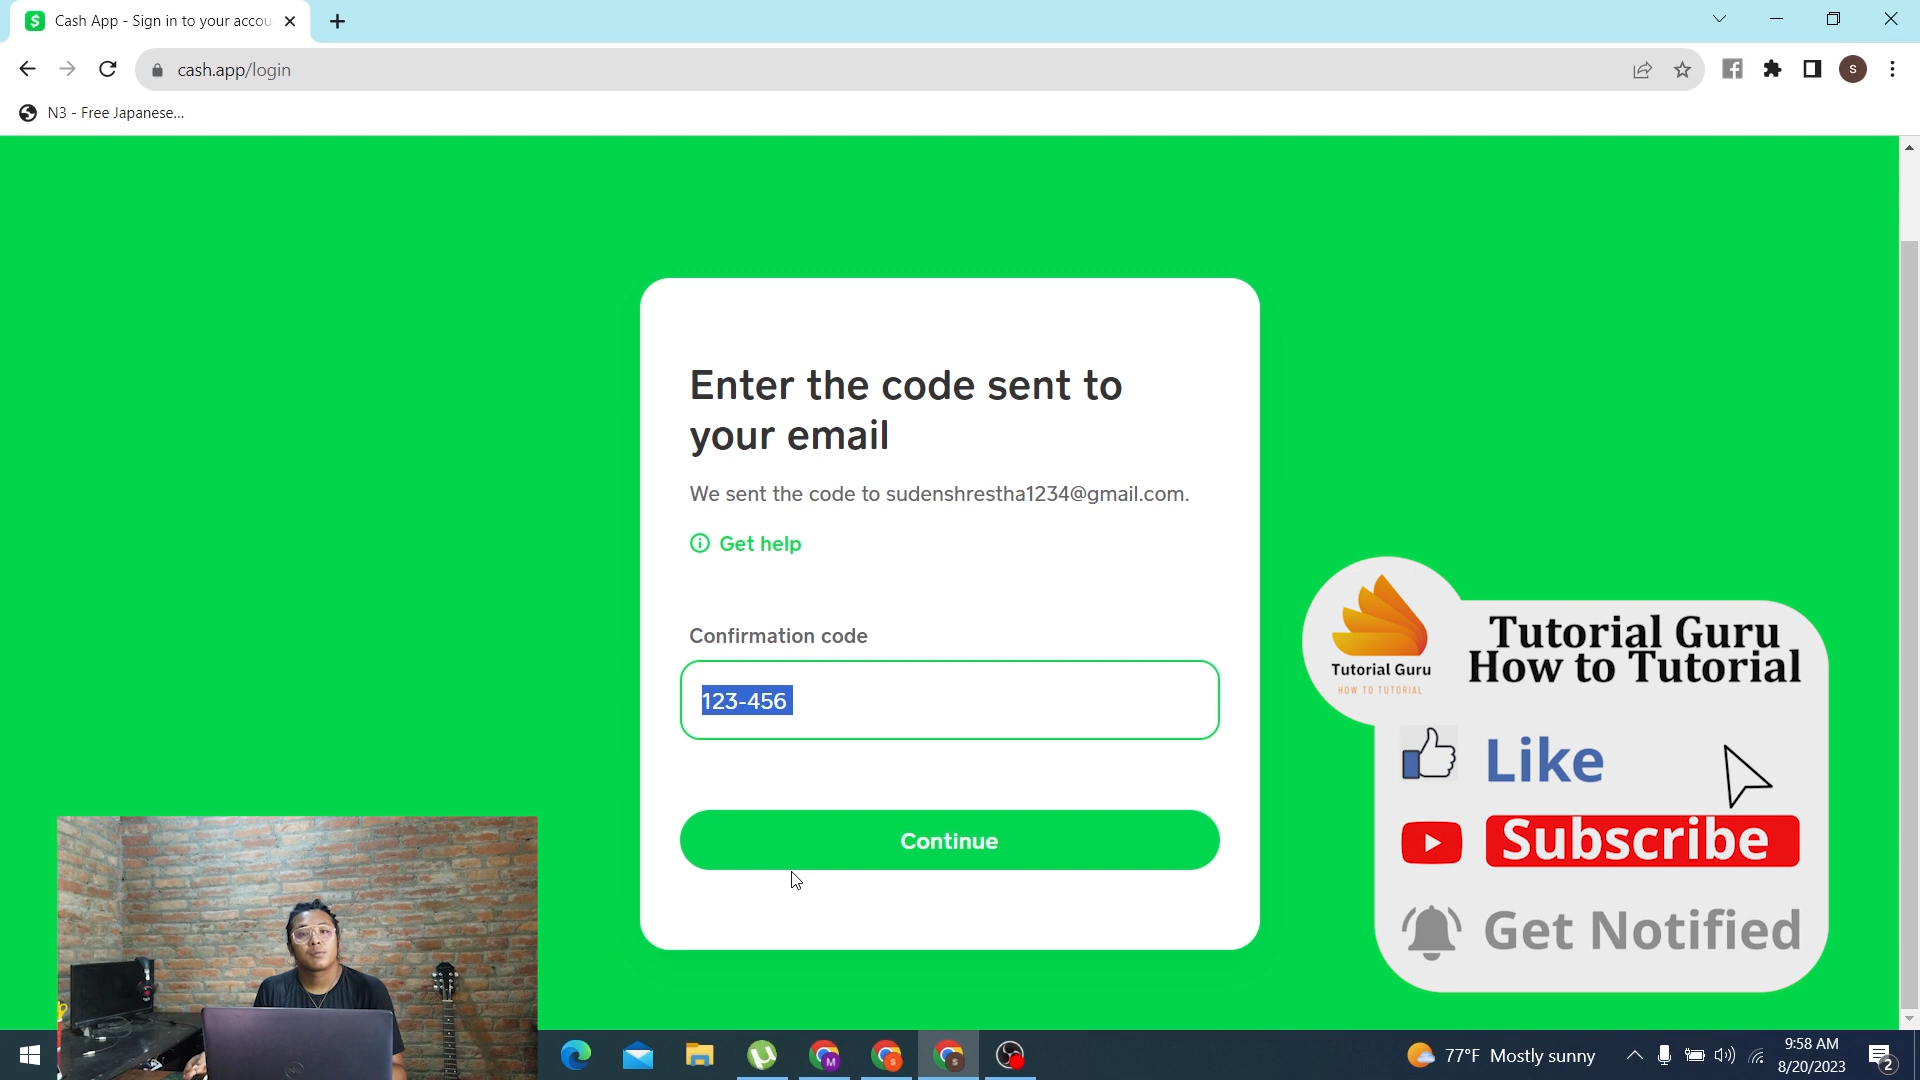 Cash App - Sign in to your accou
cash.app/login
S
N3 - Free Japanese...
Enter the code sent to
your email
We sent the code to sudenshrestha1234@gmail.com.
Get help
Confirmation code
123-456
Continue
Tutorial Guru
HOW TO TUTORIAL
Tutorial Guru
How to Tutorial
Like
Subscribe
Get Notified
77°F Mostly sunny
9:58 AM
8/20/2023
2